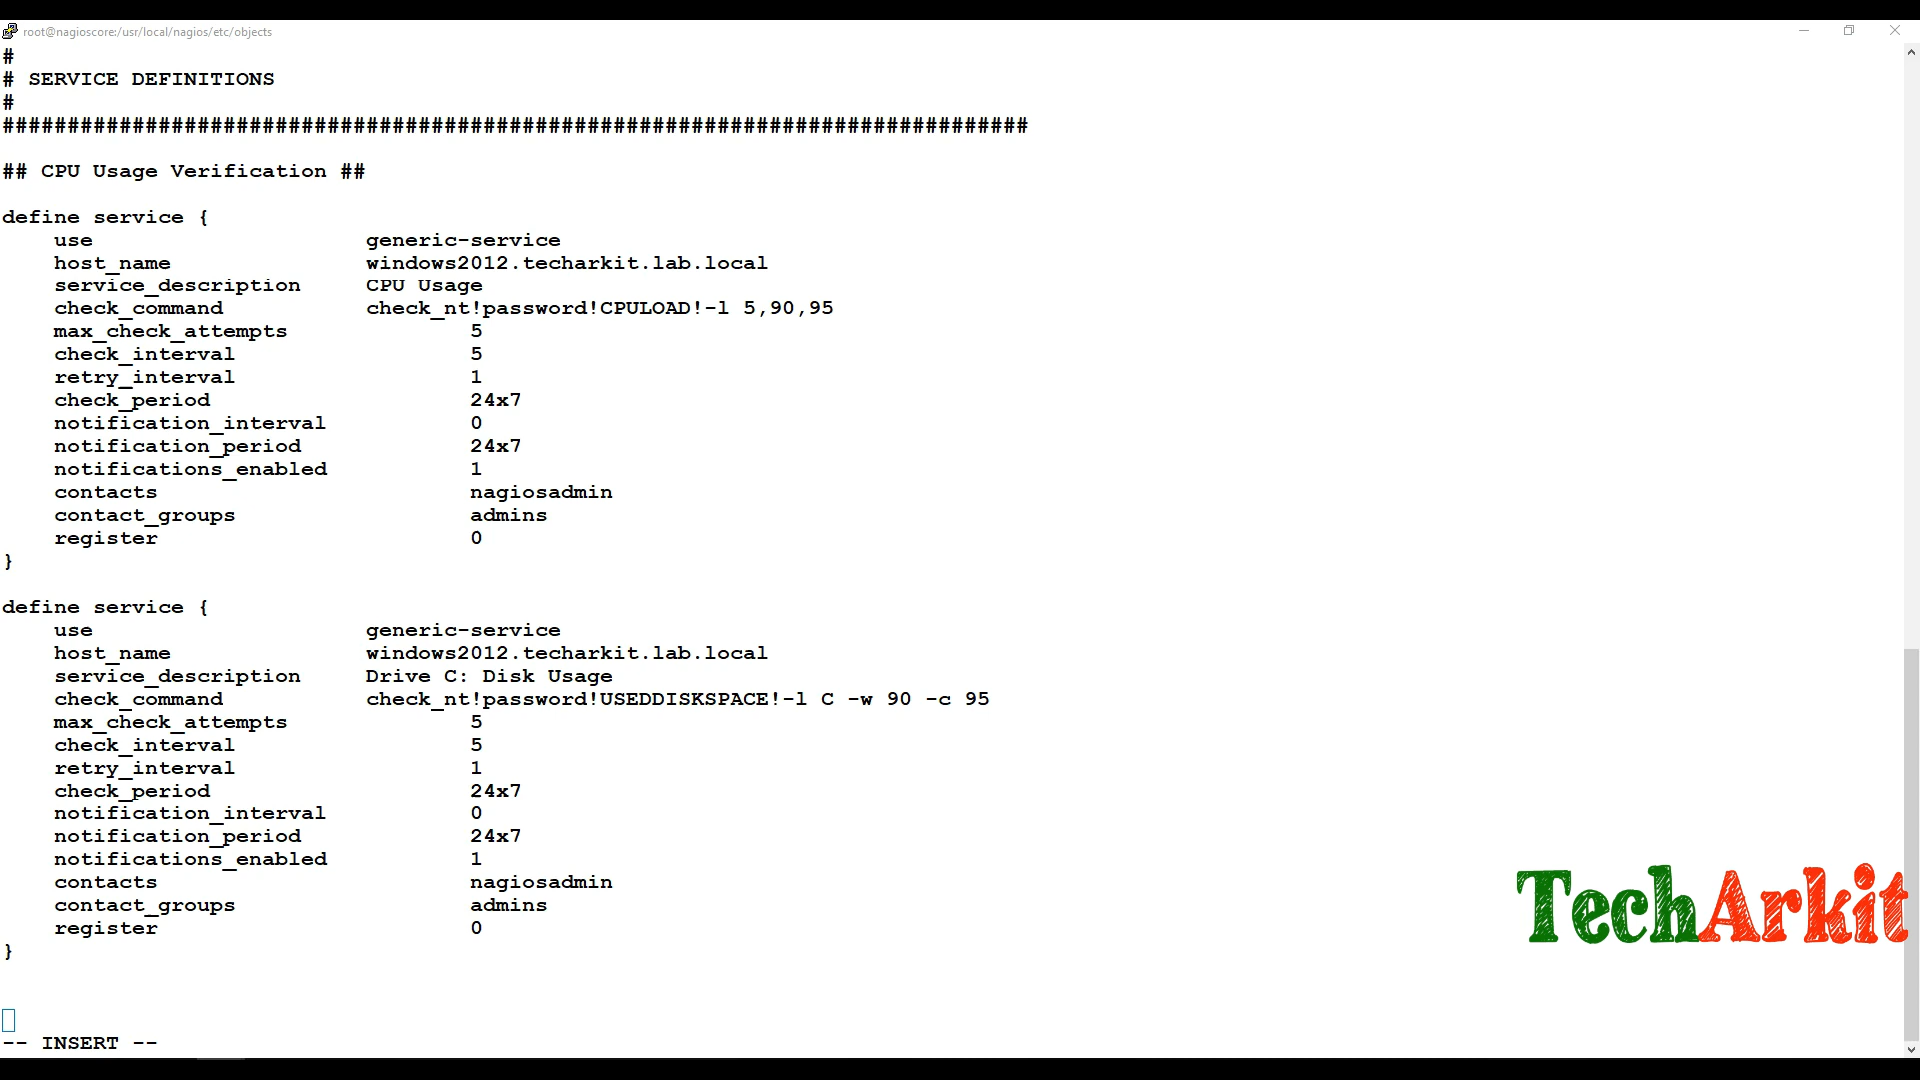 root@nagioscore:/usr/local/nagios/etc/objects
#
# SERVICE DEFINITIONS
#
###############################################################################
## CPU Usage Verification ##
define service {
    use                     generic-service
    host_name               windows2012.techarkit.lab.local
    service_description     CPU Usage
    check_command           check_nt!password!CPULOAD!-l 5,90,95
    max_check_attempts              5
    check_interval                  5
    retry_interval                  1
    check_period                    24x7
    notification_interval           0
    notification_period             24x7
    notifications_enabled           1
    contacts                        nagiosadmin
    contact_groups                  admins
    register                        0
}
define service {
    use                     generic-service
    host_name               windows2012.techarkit.lab.local
    service_description     Drive C: Disk Usage
    check_command           check_nt!password!USEDDISKSPACE!-l C -w 90 -c 95
    max_check_attempts              5
    check_interval                  5
    retry_interval                  1
    check_period                    24x7
    notification_interval           0
    notification_period             24x7
    notifications_enabled           1
    contacts                        nagiosadmin
    contact_groups                  admins
    register                        0
}
TechArkit
-- INSERT --